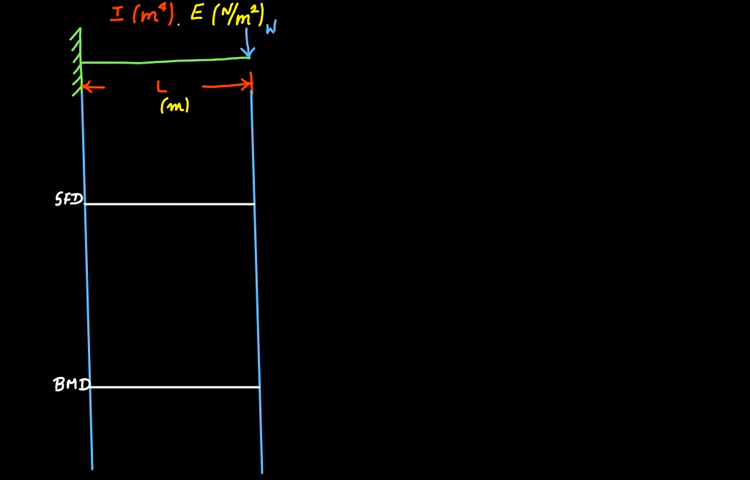 I (m⁴). E (N/m²)
W
L
(m)
SFD
BMD